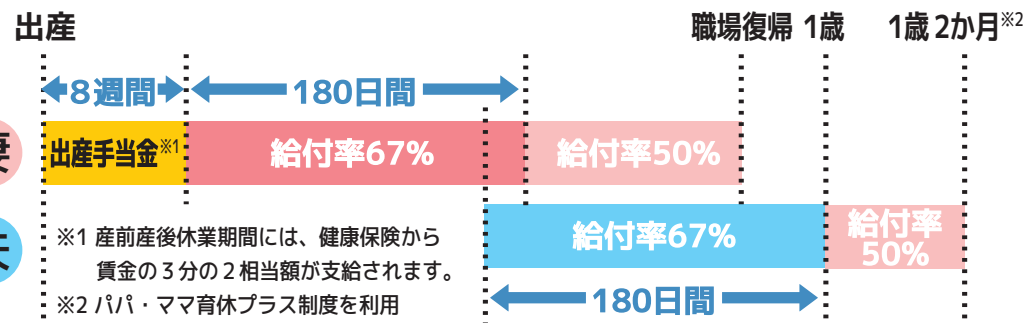 出産
職場復帰 1歳 1歳2か月※2
8週間 180日間
出産手当金※1 給付率67% 給付率50%
給付率67%
給付率
50%
180日間
※1 産前産後休業期間には、健康保険から
賃金の3分の2相当額が支給されます。
※2 パパ・ママ育休プラス制度を利用